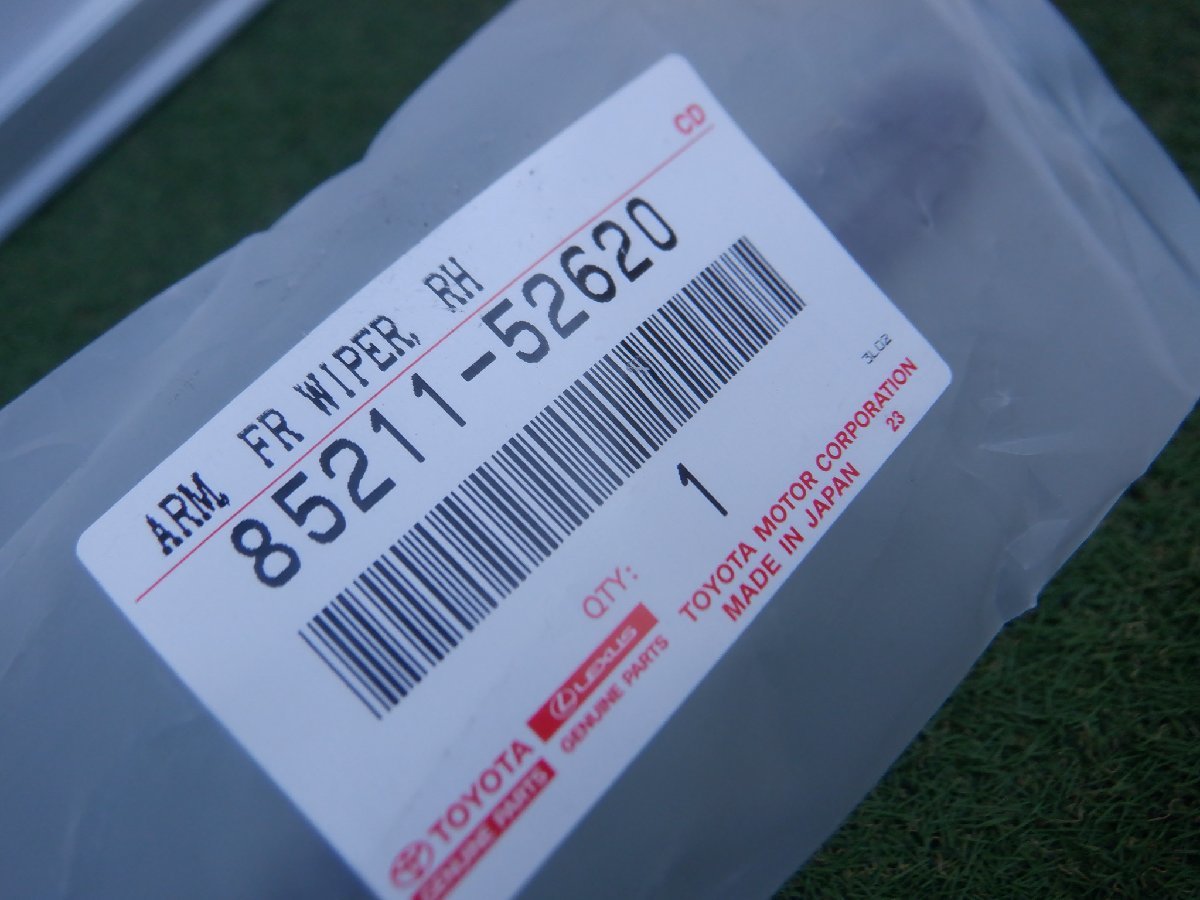 CD
ARM, FR WIPER, RH
85211-52620
3L02
QTY: 1
TOYOTA MOTOR CORPORATION
MADE IN JAPAN 23
TOYOTA
GENUINE PARTS
LEXUS
GENUINE PARTS